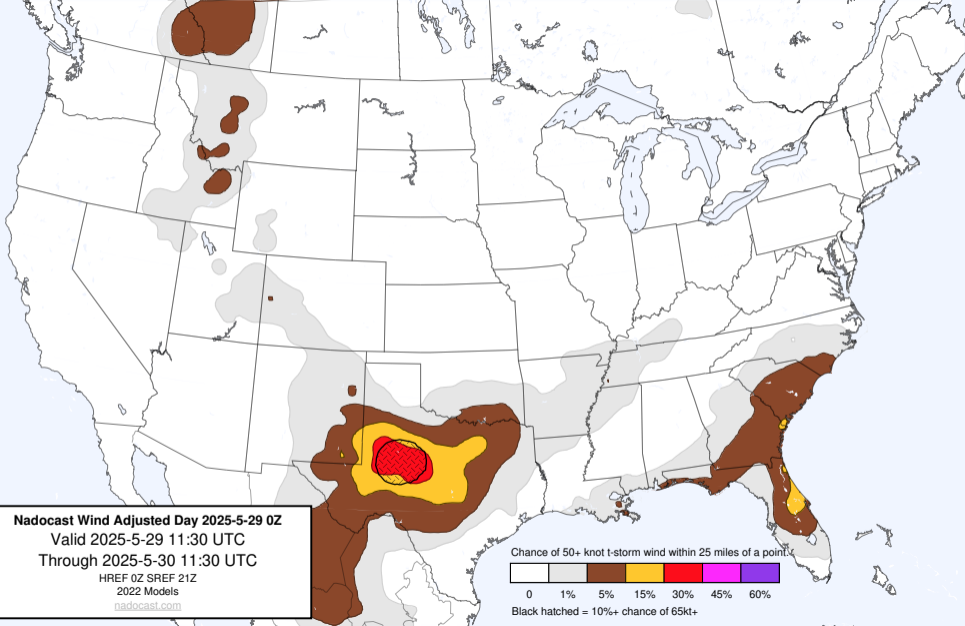 Nadocast Wind Adjusted Day 2025-5-29 0Z
Valid 2025-5-29 11:30 UTC
Through 2025-5-30 11:30 UTC
HREF 0Z SREF 21Z
2022 Models
nadocast.com
Chance of 50+ knot t-storm wind within 25 miles of a point.
0 1% 5% 15% 30% 45% 60%
Black hatched = 10%+ chance of 65kt+